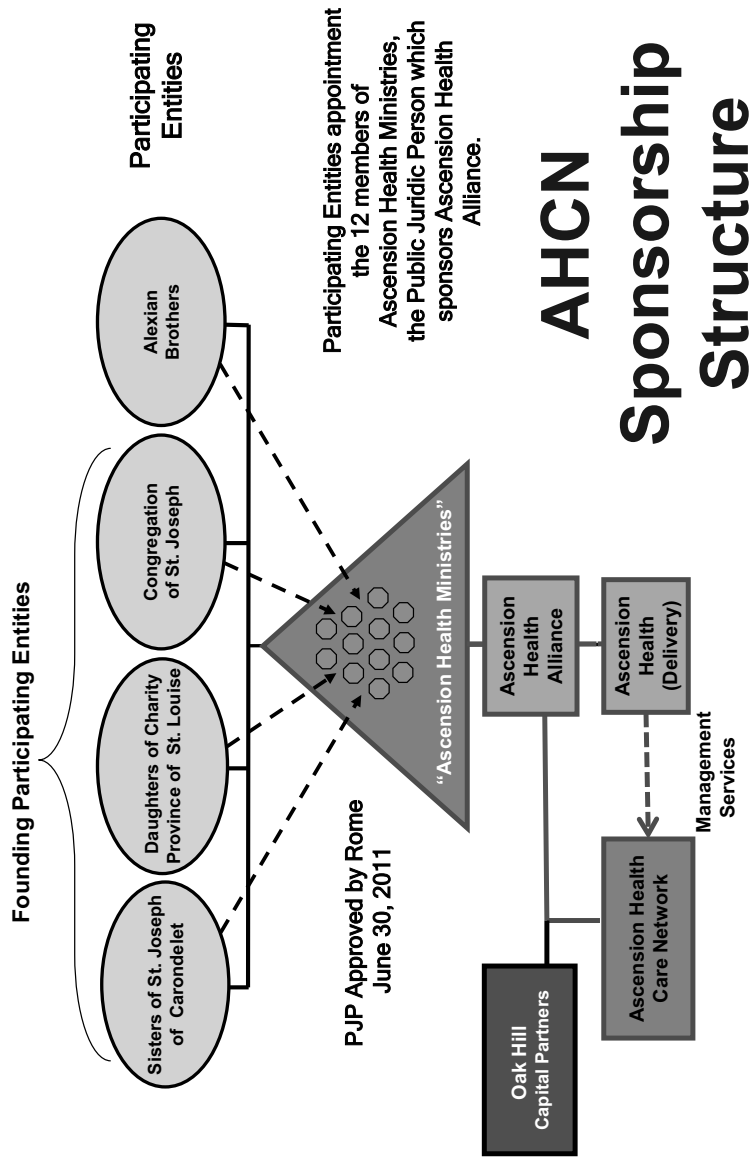 AHCN
Sponsorship
Structure
Founding Participating Entities
Participating
Entities
Sisters of St. Joseph
of Carondelet
Daughters of Charity
Province of St. Louise
Congregation
of St. Joseph
Alexian
Brothers
PJP Approved by Rome
June 30, 2011
Participating Entities appointment
the 12 members of
Ascension Health Ministries,
the Public Juridic Person which
sponsors Ascension Health
Alliance.
“Ascension Health Ministries”
Oak Hill
Capital Partners
Ascension
Health
Alliance
Ascension Health
Care Network
Ascension
Health
(Delivery)
Management
Services